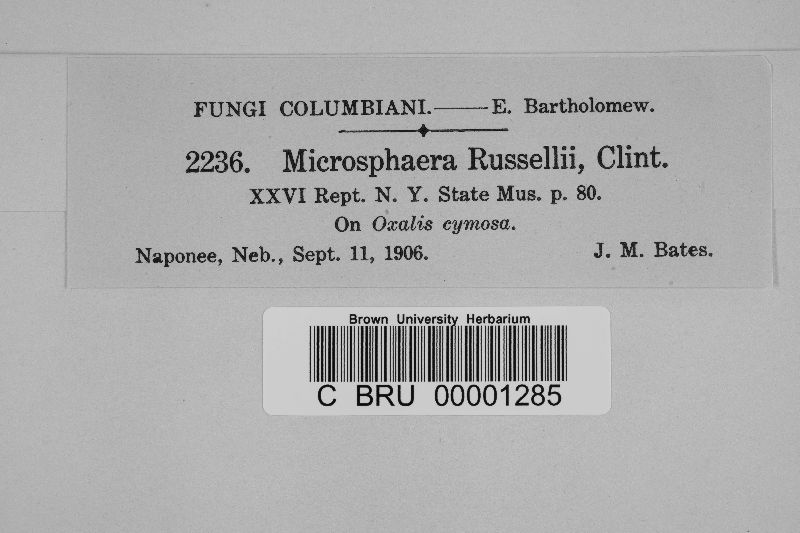 FUNGI COLUMBIANI.——E. Bartholomew.
2236. Microsphaera Russellii, Clint.
XXVI Rept. N. Y. State Mus. p. 80.
On Oxalis cymosa.
Naponee, Neb., Sept. 11, 1906. J. M. Bates.
Brown University Herbarium
C BRU 00001285